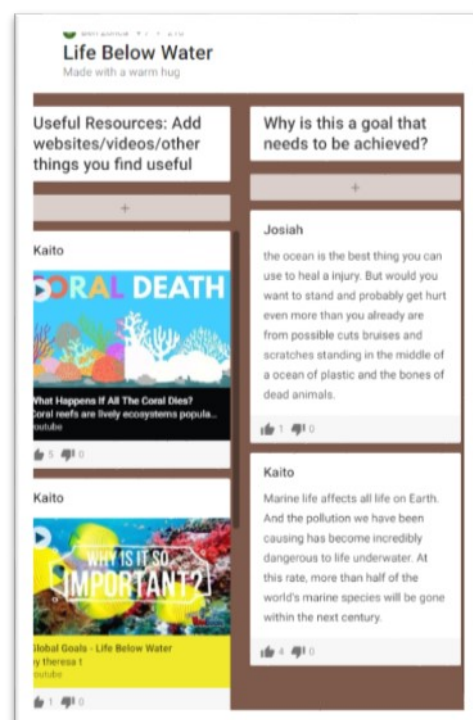 Life Below Water
Made with a warm hug
Useful Resources: Add
websites/videos/other
things you find useful
+
Kaito
CORAL DEATH
What Happens If All The Coral Dies?
Coral reefs are lively ecosystems popula...
youtube
5 0
Kaito
WHY IS IT SO
IMPORTANT?
Global Goals - Life Below Water
by theresa t
youtube
1 0
Why is this a goal that
needs to be achieved?
+
Josiah
the ocean is the best thing you can
use to heal a injury. But would you
want to stand and probably get hurt
even more than you already are
from possible cuts bruises and
scratches standing in the middle of
a ocean of plastic and the bones of
dead animals.
1 0
Kaito
Marine life affects all life on Earth.
And the pollution we have been
causing has become incredibly
dangerous to life underwater. At
this rate, more than half of the
world's marine species will be gone
within the next century.
4 0